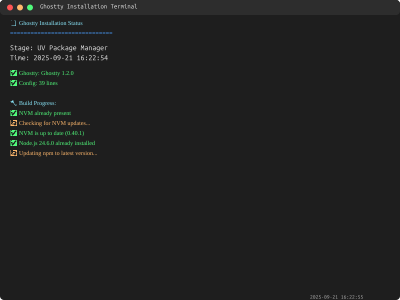 Ghostty Installation Terminal
Ghostty Installation Status
==============================
Stage: UV Package Manager
Time: 2025-09-21 16:22:54
✅ Ghostty: Ghostty 1.2.0
✅ Config: 39 lines
🔨 Build Progress:
✅ NVM already present
🔄 Checking for NVM updates...
✅ NVM is up to date (0.40.1)
✅ Node.js 24.6.0 already installed
🔄 Updating npm to latest version...
2025-09-21 16:22:53